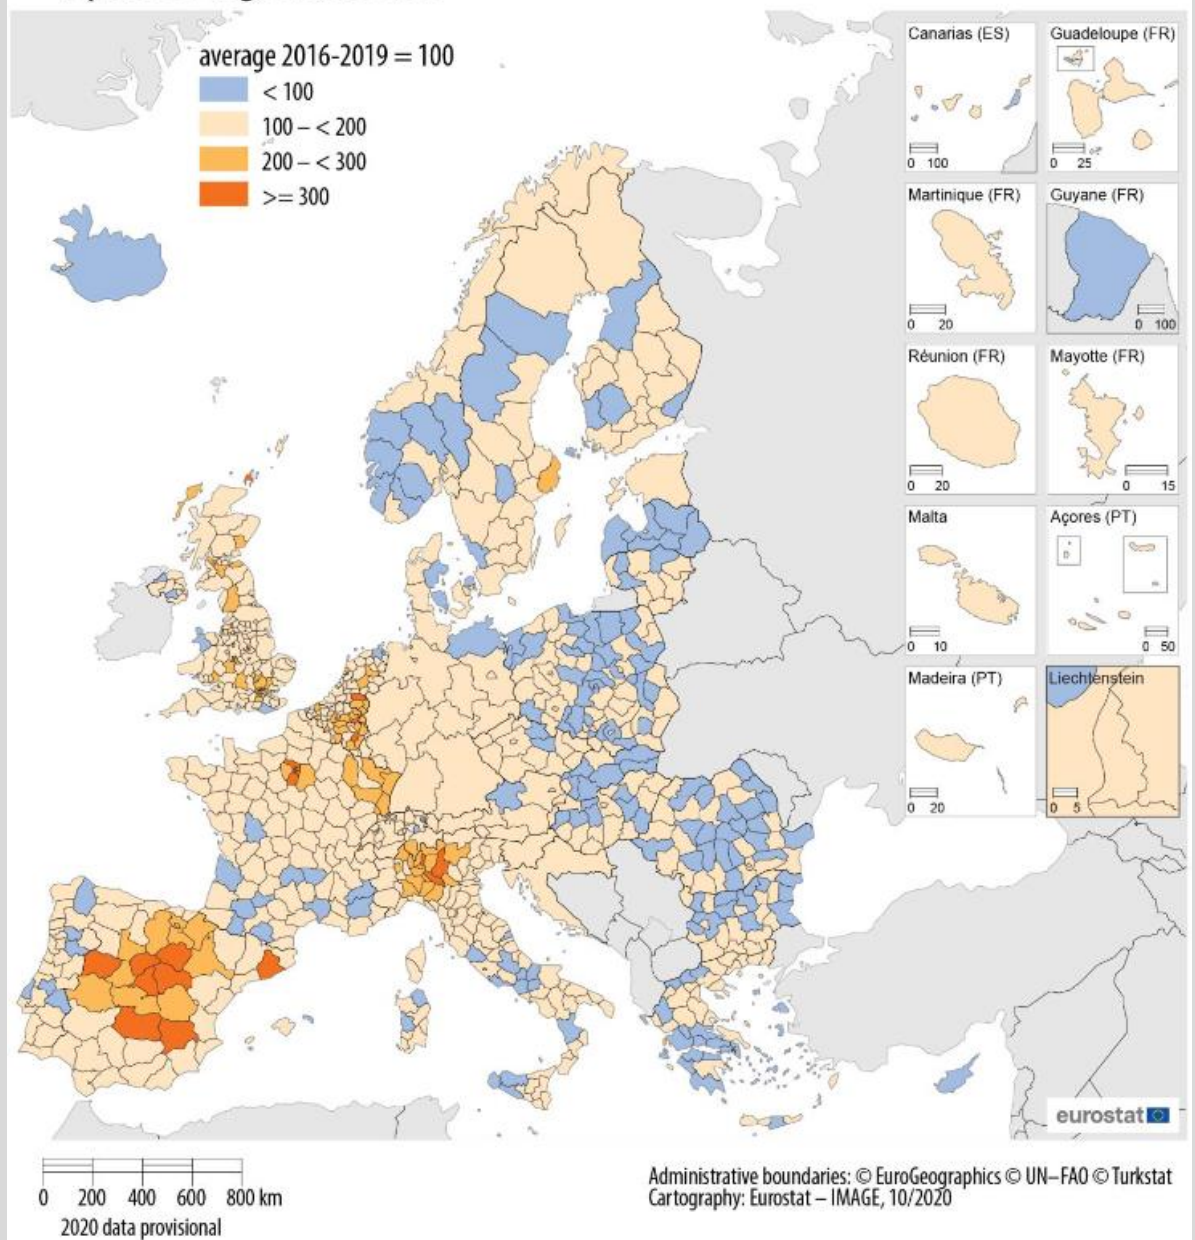 average 2016-2019 = 100
< 100
100 – < 200
200 – < 300
>= 300
Canarias (ES)
0 100
Guadeloupe (FR)
0 25
Martinique (FR)
0 20
Guyane (FR)
0 100
Réunion (FR)
0 20
Mayotte (FR)
0 15
Malta
0 10
Açores (PT)
0 50
Madeira (PT)
0 20
Liechtenstein
0 5
eurostat
0 200 400 600 800 km
2020 data provisional
Administrative boundaries: © EuroGeographics © UN–FAO © Turkstat
Cartography: Eurostat – IMAGE, 10/2020